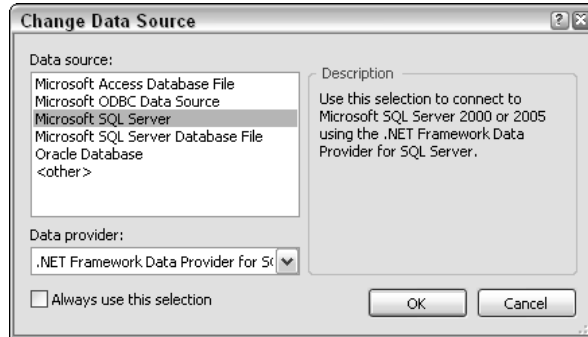 Change Data Source
Data source:
Microsoft Access Database File
Microsoft ODBC Data Source
Microsoft SQL Server
Microsoft SQL Server Database File
Oracle Database
<other>
Description
Use this selection to connect to
Microsoft SQL Server 2000 or 2005
using the .NET Framework Data
Provider for SQL Server.
Data provider:
.NET Framework Data Provider for S
Always use this selection
OK
Cancel